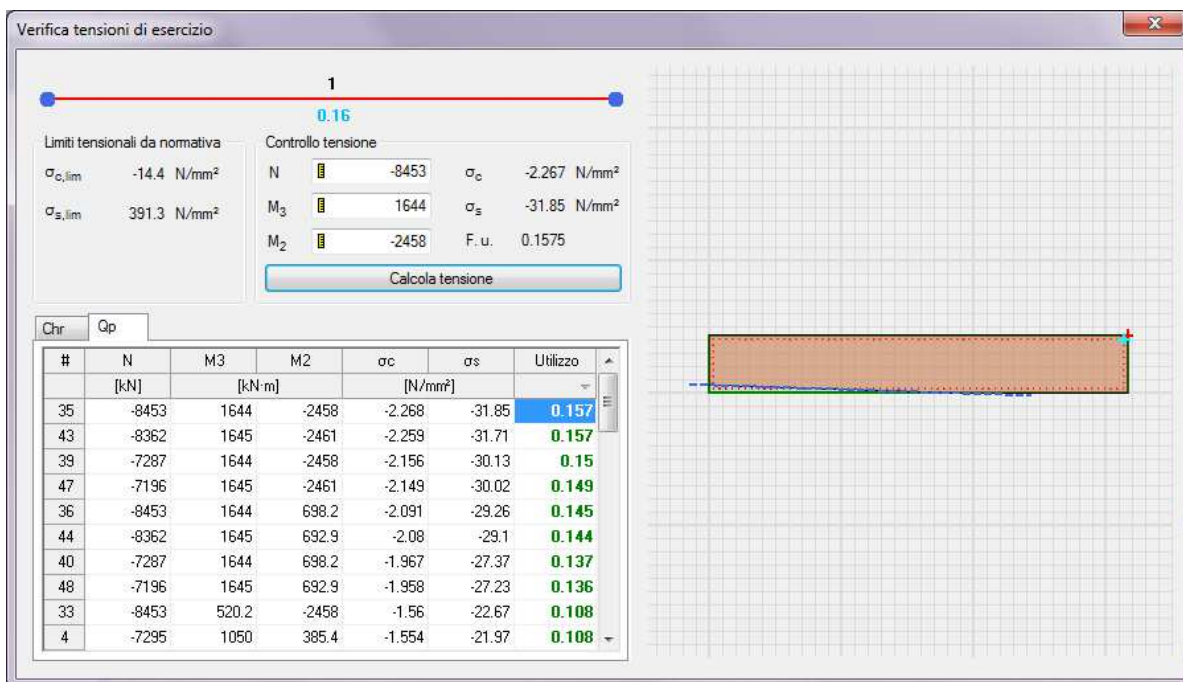 Verifica tensioni di esercizio
x
1
0.16
Limiti tensionali da normativa
σc,lim -14.4 N/mm²
σs,lim 391.3 N/mm²
Controllo tensione
N -8453 σc -2.267 N/mm²
M3 1644 σs -31.85 N/mm²
M2 -2458 F. u. 0.1575
Calcola tensione
Chr Qp
# N M3 M2 σc σs Utilizzo
[kN] [kN·m] [N/mm²]
35 -8453 1644 -2458 -2.268 -31.85 0.157
43 -8362 1645 -2461 -2.259 -31.71 0.157
39 -7287 1644 -2458 -2.156 -30.13 0.15
47 -7196 1645 -2461 -2.149 -30.02 0.149
36 -8453 1644 698.2 -2.091 -29.26 0.145
44 -8362 1645 692.9 -2.08 -29.1 0.144
40 -7287 1644 698.2 -1.967 -27.37 0.137
48 -7196 1645 692.9 -1.958 -27.23 0.136
33 -8453 520.2 -2458 -1.56 -22.67 0.108
4 -7295 1050 385.4 -1.554 -21.97 0.108